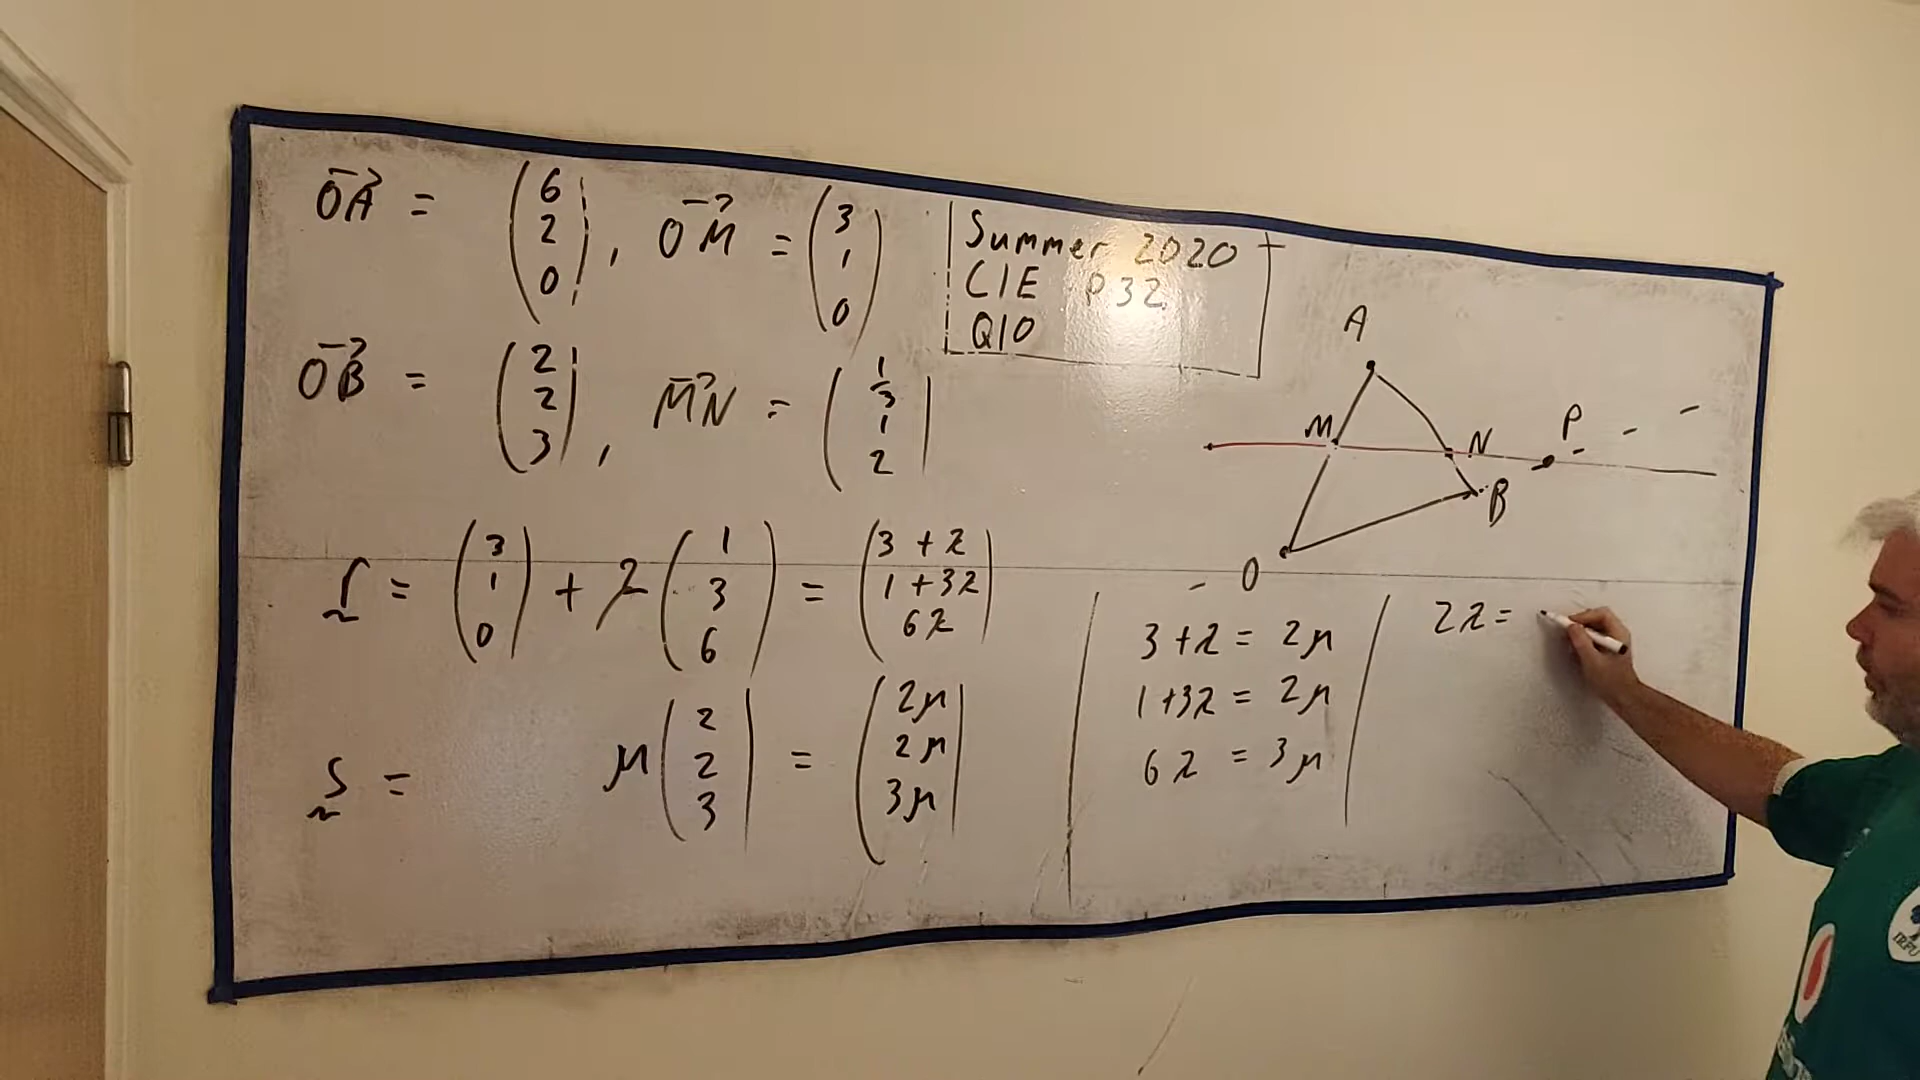 OA = (6 2 0), OM = (3 1 0)
Summer 2020
CIE P32
Q10
OB = (2 2 3), MN = (1/3 1 2)
A
M
N
P
B
O
r = (3 1 0) + λ(1 3 6) = (3+λ 1+3λ 6λ)
s = μ(2 2 3) = (2μ 2μ 3μ)
3+λ = 2μ
1+3λ = 2μ
6λ = 3μ
2λ =
IRFU